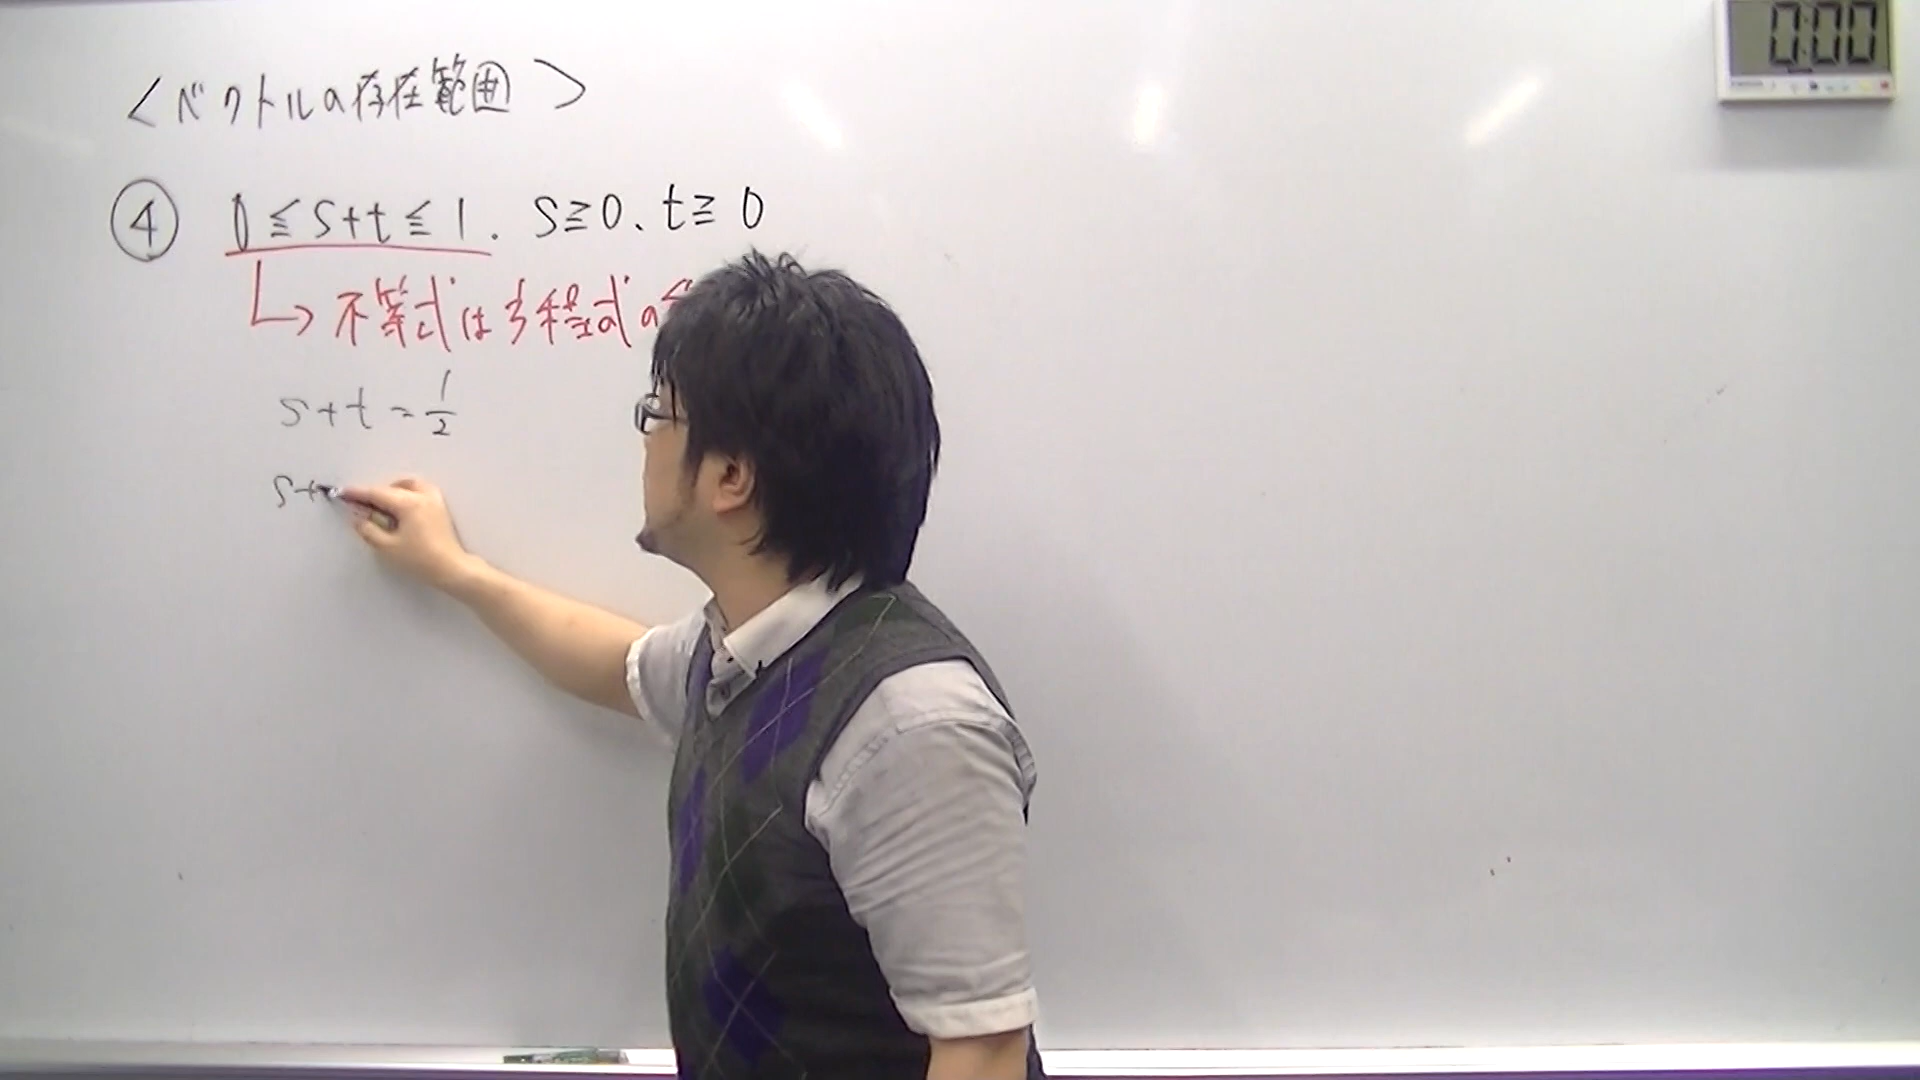 <ベクトルの存在範囲>
④ 0≦s+t≦1. s≧0、t≧0
↳不等式は方程式の
s+t=1/2
s+
0:00